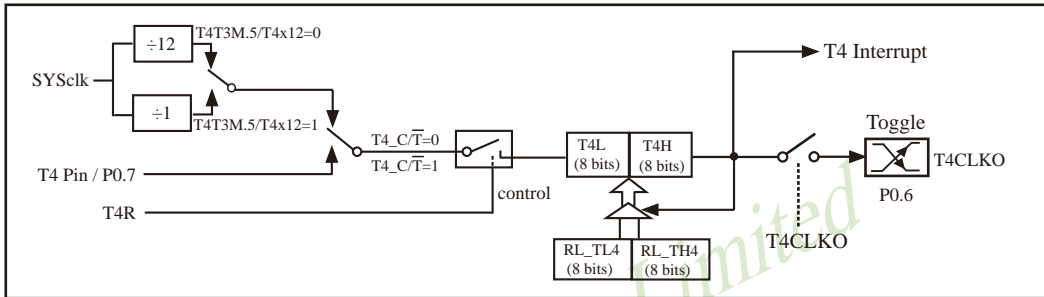 ÷12
T4T3M.5/T4x12=0
SYSclk
÷1
T4T3M.5/T4x12=1
T4_C/T̅=0
T4_C/T̅=1
T4 Pin / P0.7
T4R
control
T4L
(8 bits)
T4H
(8 bits)
T4 Interrupt
Toggle
T4CLKO
P0.6
T4CLKO
RL_TL4
(8 bits)
RL_TH4
(8 bits)
Limited